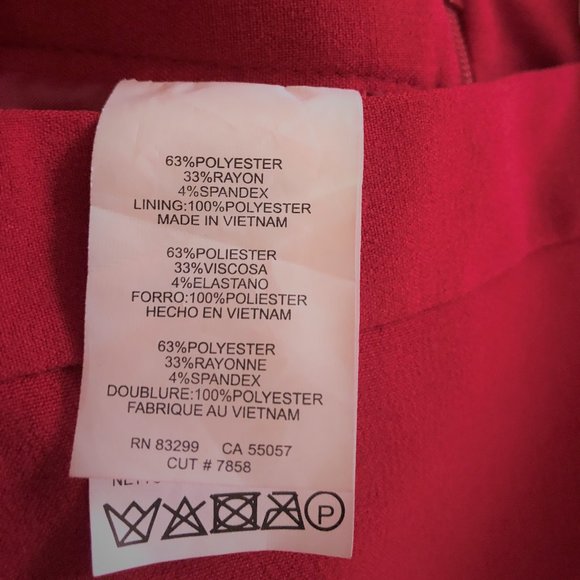 63%POLYESTER
33%RAYON
4%SPANDEX
LINING:100%POLYESTER
MADE IN VIETNAM
63%POLIESTER
33%VISCOSA
4%ELASTANO
FORRO:100%POLIESTER
HECHO EN VIETNAM
63%POLYESTER
33%RAYONNE
4%SPANDEX
DOUBLURE:100%POLYESTER
FABRIQUE AU VIETNAM
RN 83299 CA 55057
CUT # 7858
P